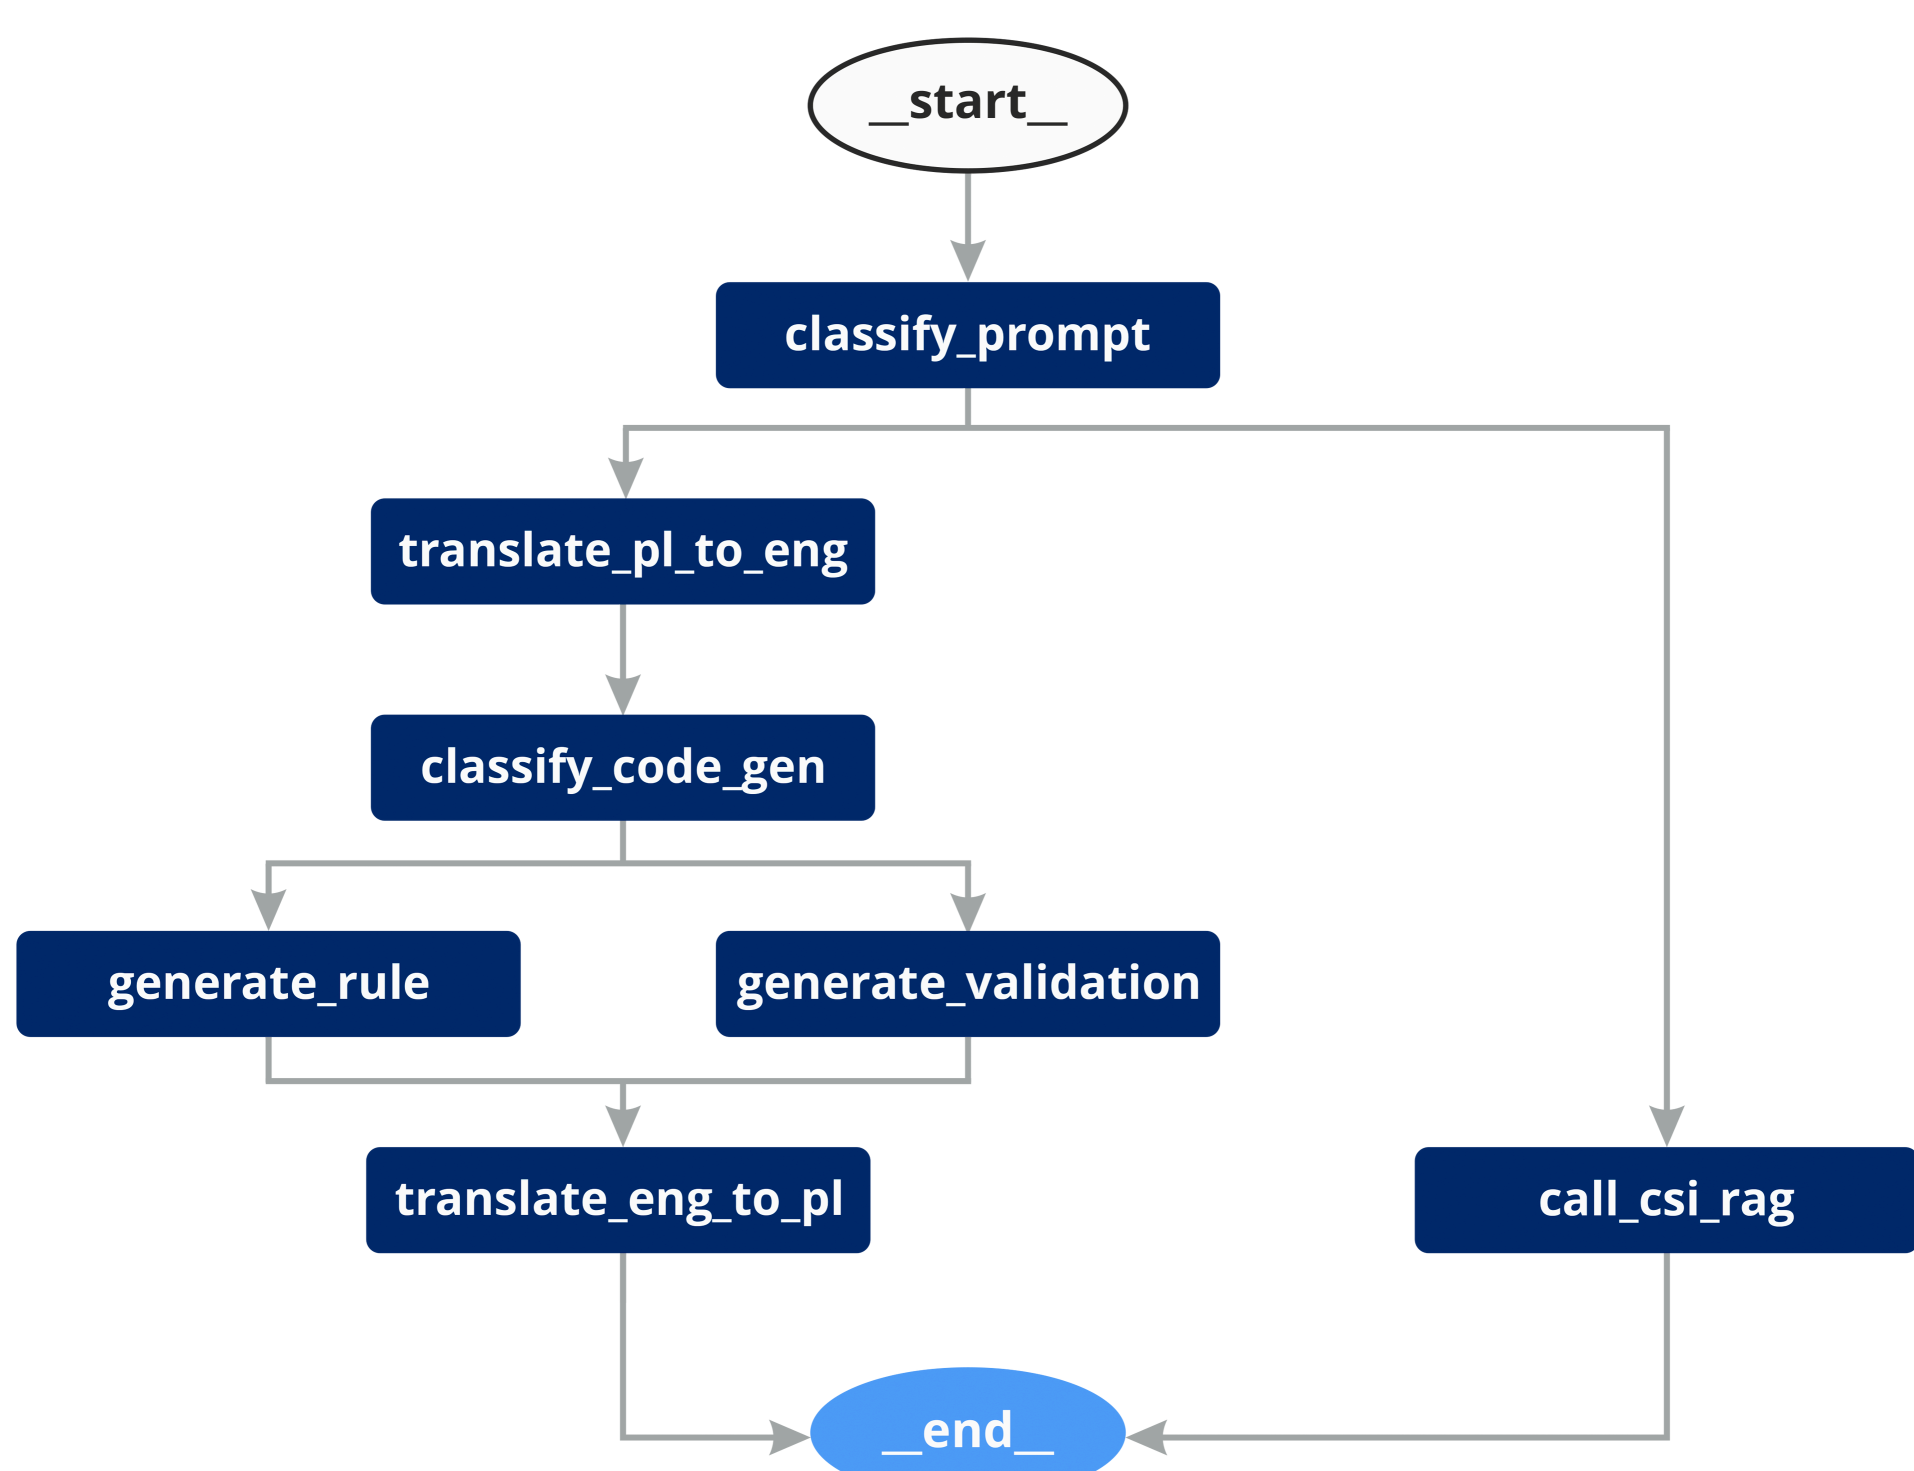 __start__
classify_prompt
translate_pl_to_eng
classify_code_gen
generate_rule
generate_validation
translate_eng_to_pl
call_csi_rag
__end__